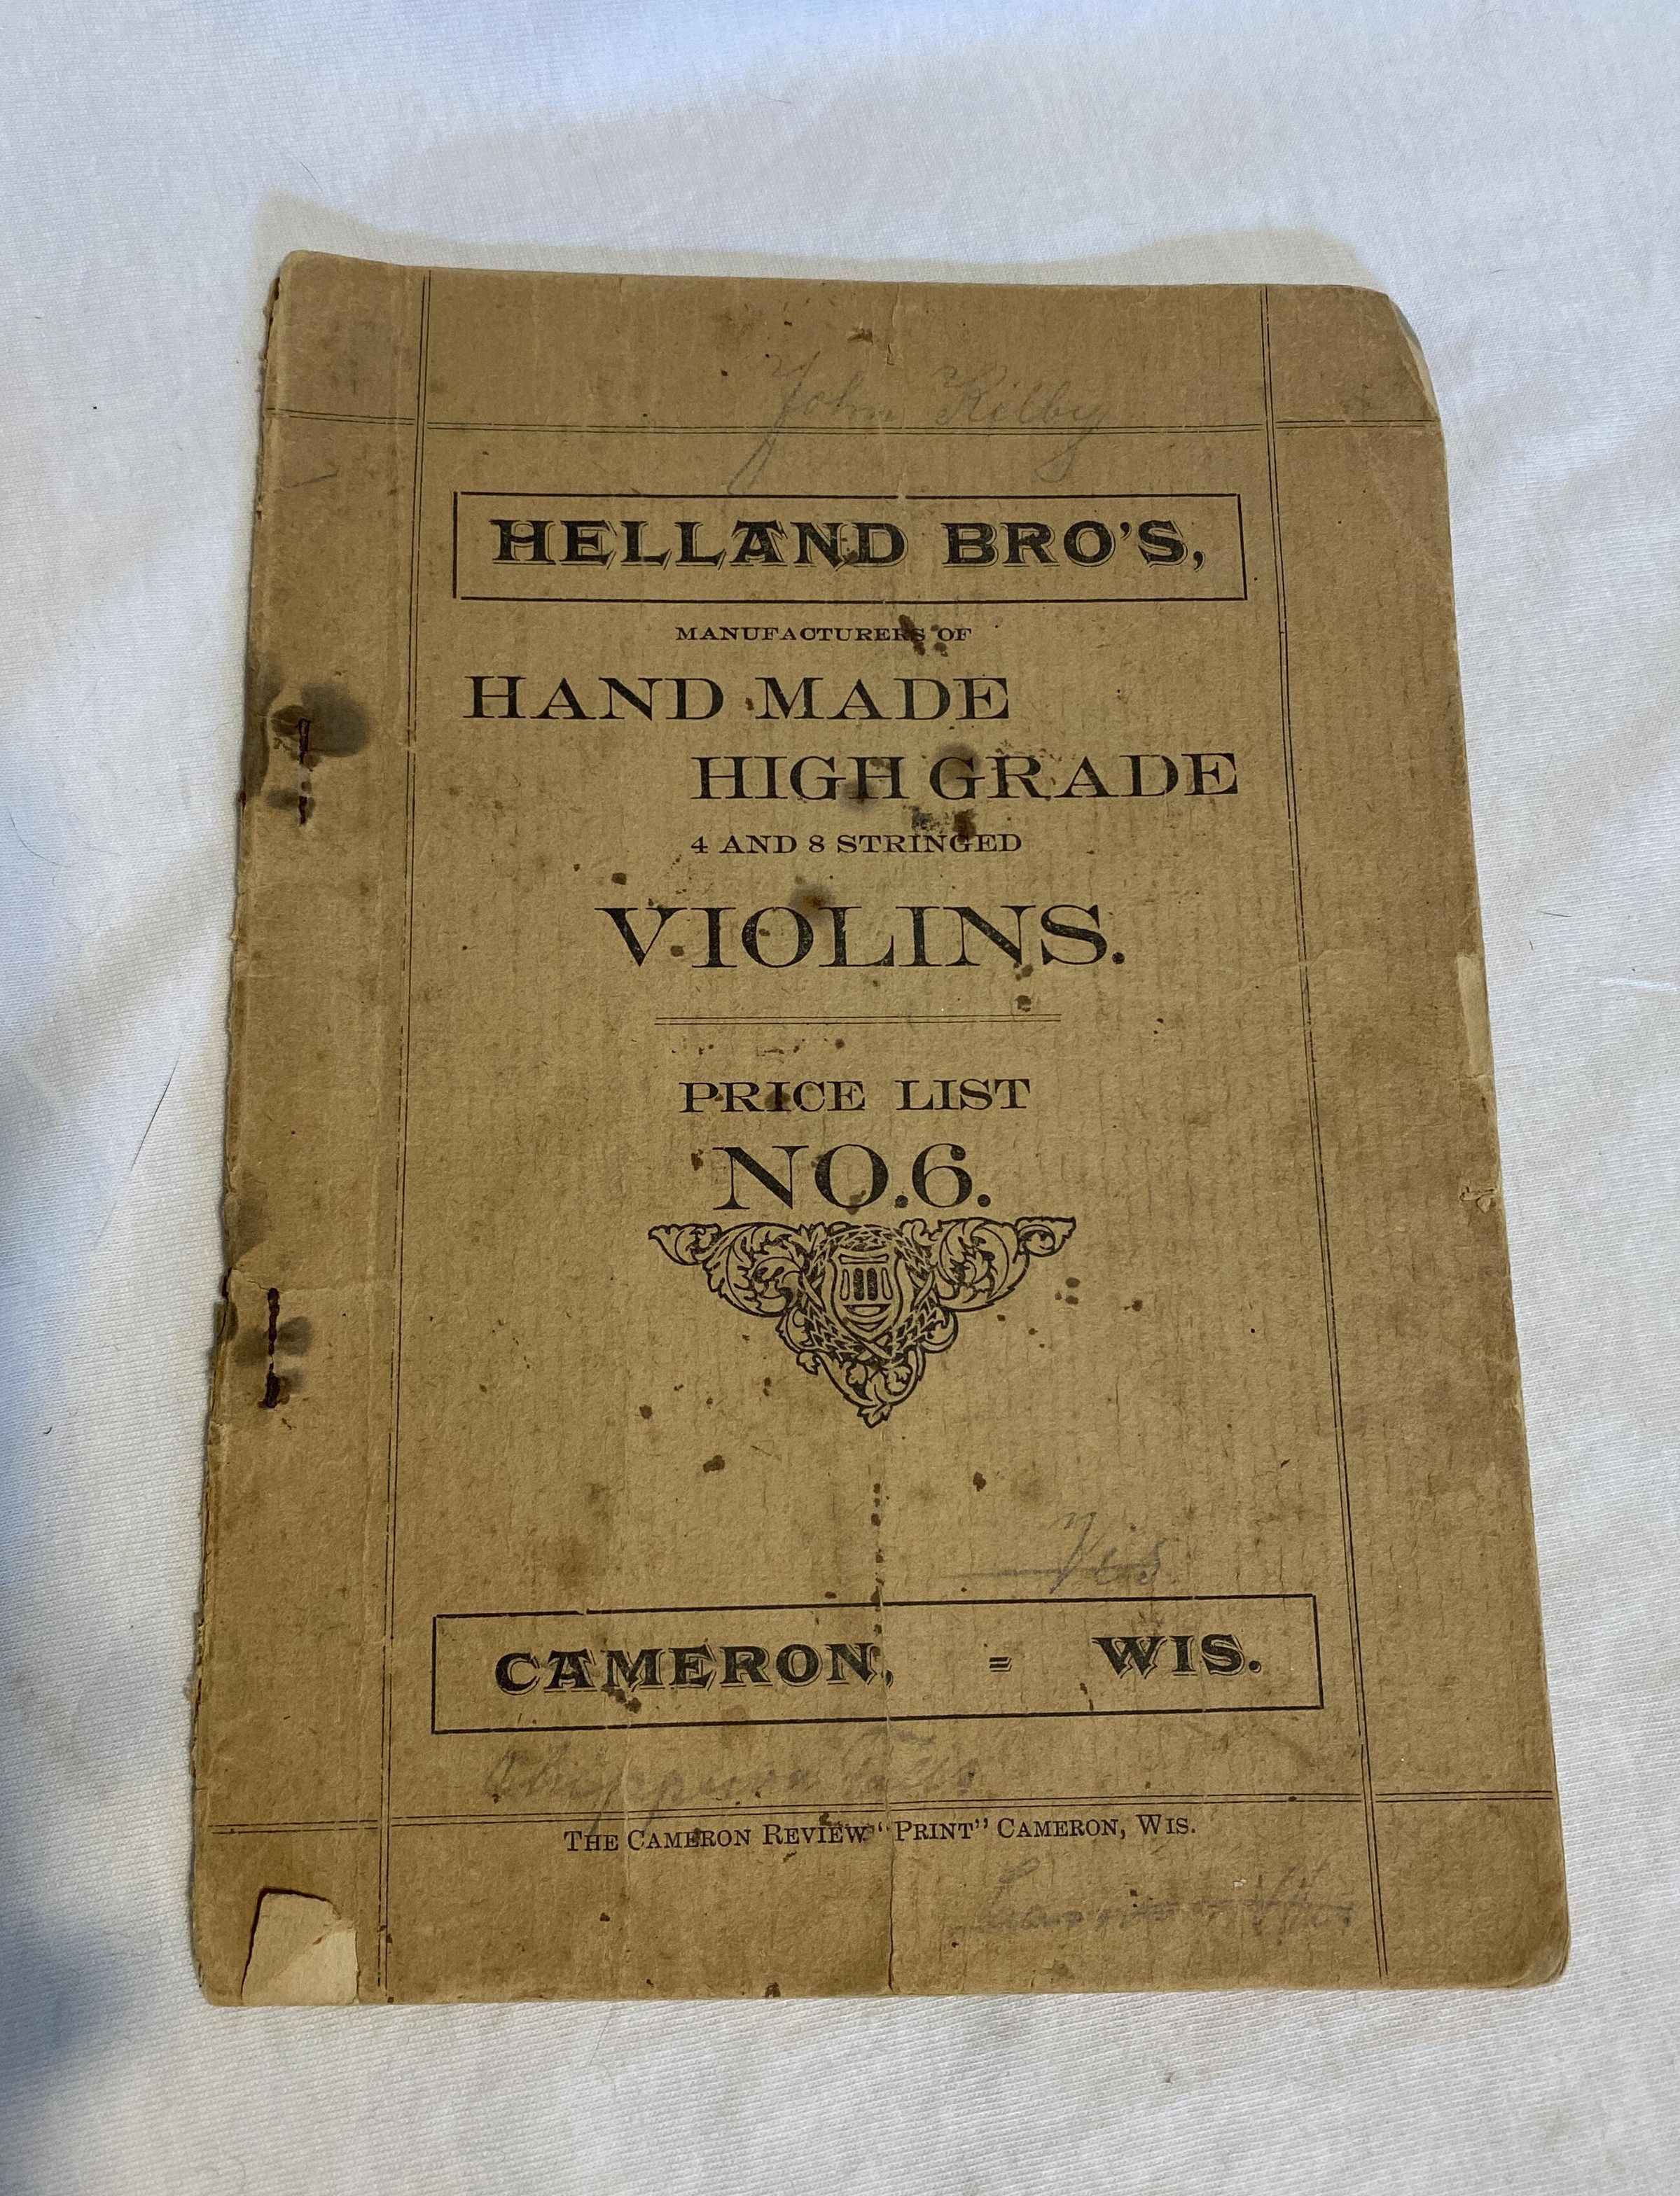 John Kilby
HELLAND BRO'S,
MANUFACTURERS OF
HAND MADE
HIGH GRADE
4 AND 8 STRINGED
VIOLINS.
PRICE LIST
NO.6.
CAMERON, = WIS.
Falls
THE CAMERON REVIEW "PRINT" CAMERON, WIS.